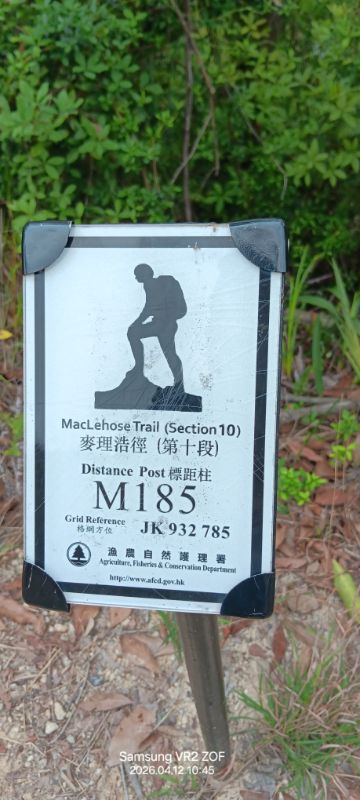 MacLehose Trail (Section 10)
麥理浩徑 (第十段)
Distance Post 標距柱
M185
Grid Reference
格網方位
JK 932 785
漁農自然護理署
Agriculture, Fisheries & Conservation Department
http://www.afcd.gov.hk
Samsung VR2 ZOF
2026.04.12 10:45